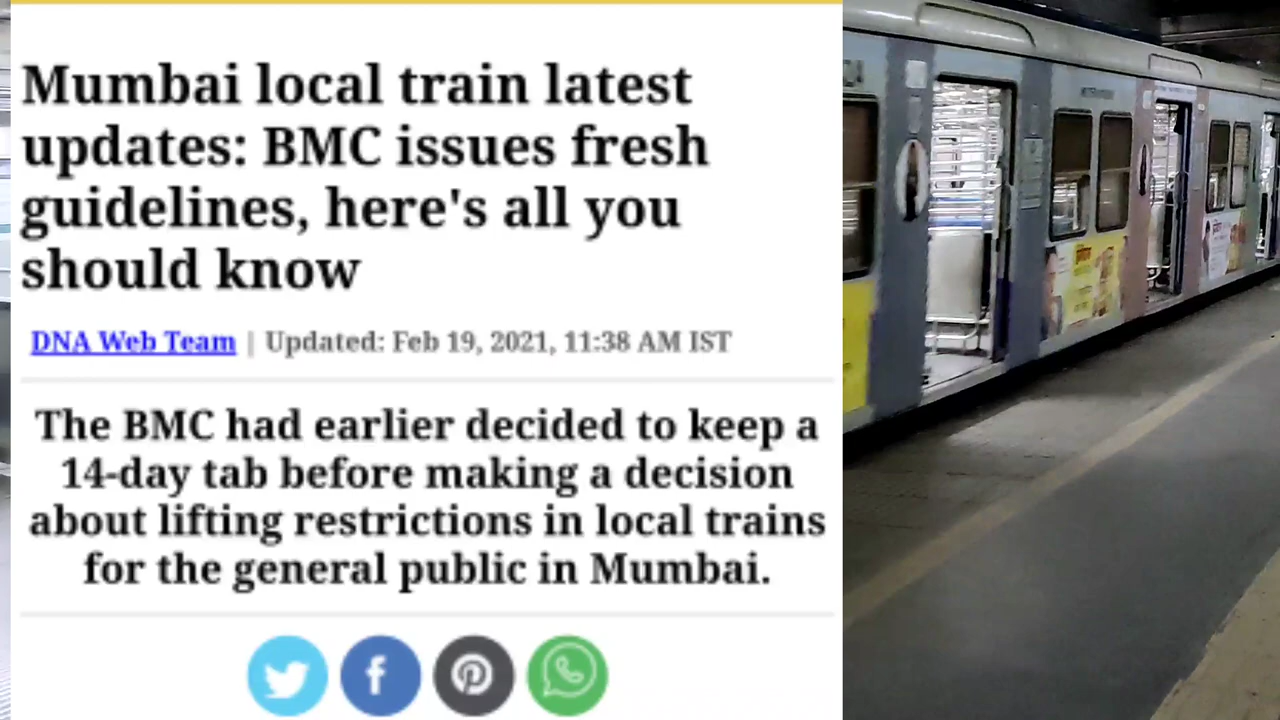 Mumbai local train latest
updates: BMC issues fresh
guidelines, here's all you
should know
DNA Web Team | Updated: Feb 19, 2021, 11:38 AM IST
The BMC had earlier decided to keep a
14-day tab before making a decision
about lifting restrictions in local trains
for the general public in Mumbai.